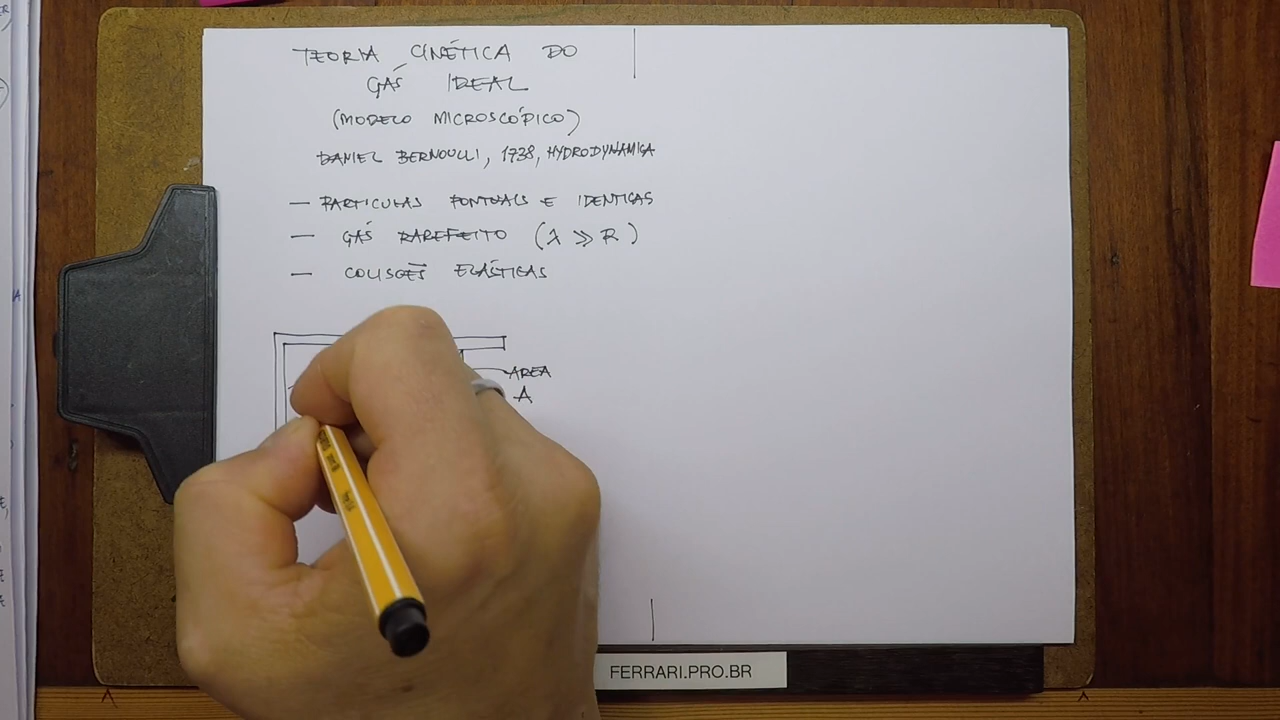 TEORIA CINÉTICA DO
GÁS IDEAL
(MODELO MICROSCÓPICO)
DANIEL BERNOULLI, 1738, HYDRODYNAMICA
— PARTICULAS PONTUAIS E IDENTICAS
— GÁS RAREFEITO (λ ≫ R)
— COLISÕES ELÁSTICAS
AREA
A
FERRARI.PRO.BR